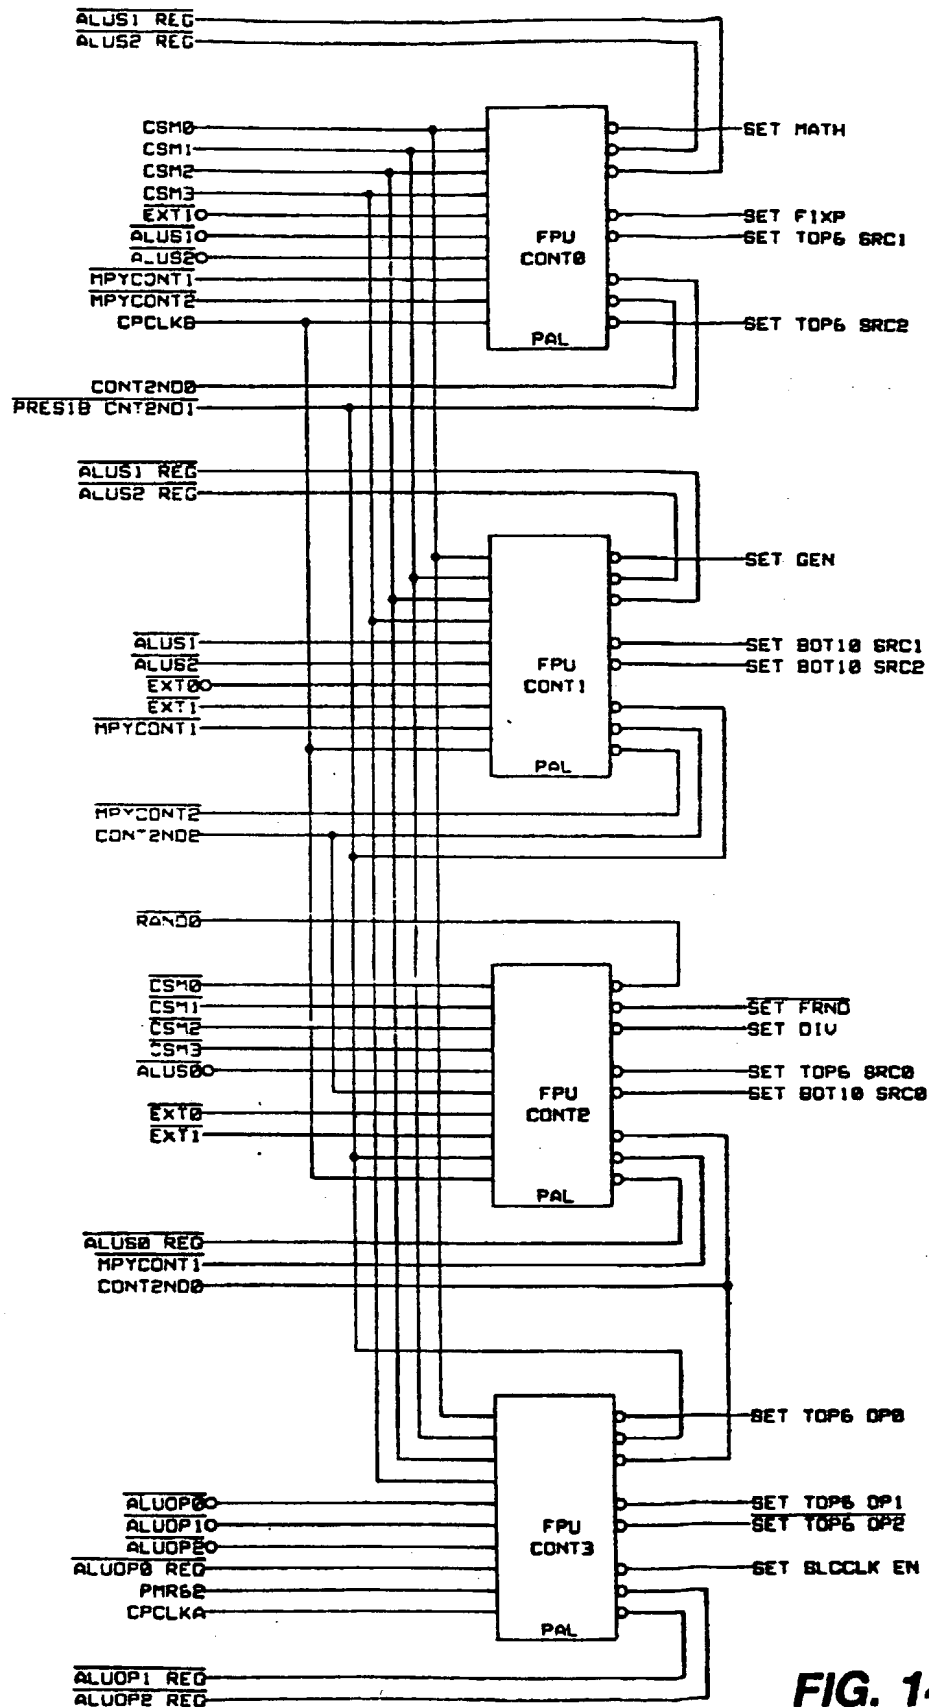 ALUS1 REG
ALUS2 REG
CSM0
CSM1
CSM2
CSM3
EXT1
ALUS1
ALUS2
MPYCONT1
MPYCONT2
CPCLKB
CONT2ND0
PRES1B CNT2ND1
FPU
CONT0
PAL
SET MATH
SET FIXP
SET TOP6 SRC1
SET TOP6 SRC2
ALUS1 REG
ALUS2 REG
ALUS1
ALUS2
EXT0
EXT1
MPYCONT1
MPYCONT2
CONT2ND2
FPU
CONT1
PAL
SET GEN
SET BOT10 SRC1
SET BOT10 SRC2
RAND0
CSM0
CSM1
CSM2
CSM3
ALUS0
EXT0
EXT1
ALUS0 REG
MPYCONT1
CONT2ND0
FPU
CONT2
PAL
SET FRND
SET DIV
SET TOP6 SRC0
SET BOT10 SRC0
ALUOP0
ALUOP1
ALUOP2
ALUOP0 REG
PMR62
CPCLKA
ALUOP1 REG
ALUOP2 REG
FPU
CONT3
PAL
SET TOP6 OP0
SET TOP6 OP1
SET TOP6 OP2
SET SLCCLK EN
FIG. 14